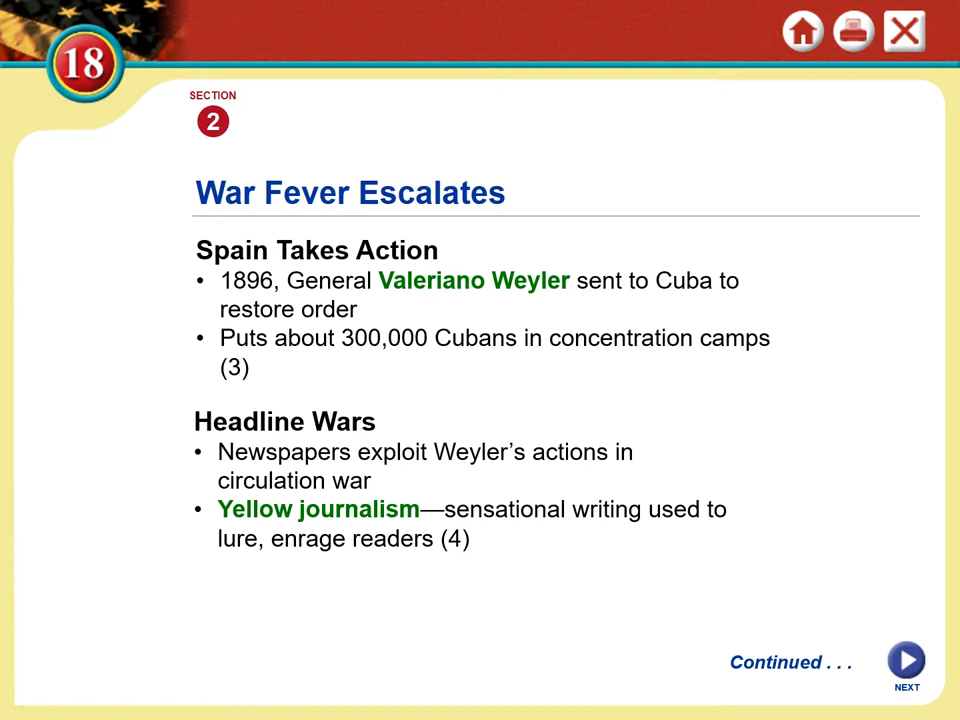 18
SECTION
2
War Fever Escalates
Spain Takes Action
• 1896, General Valeriano Weyler sent to Cuba to
restore order
• Puts about 300,000 Cubans in concentration camps
(3)
Headline Wars
• Newspapers exploit Weyler’s actions in
circulation war
• Yellow journalism—sensational writing used to
lure, enrage readers (4)
Continued . . .
NEXT